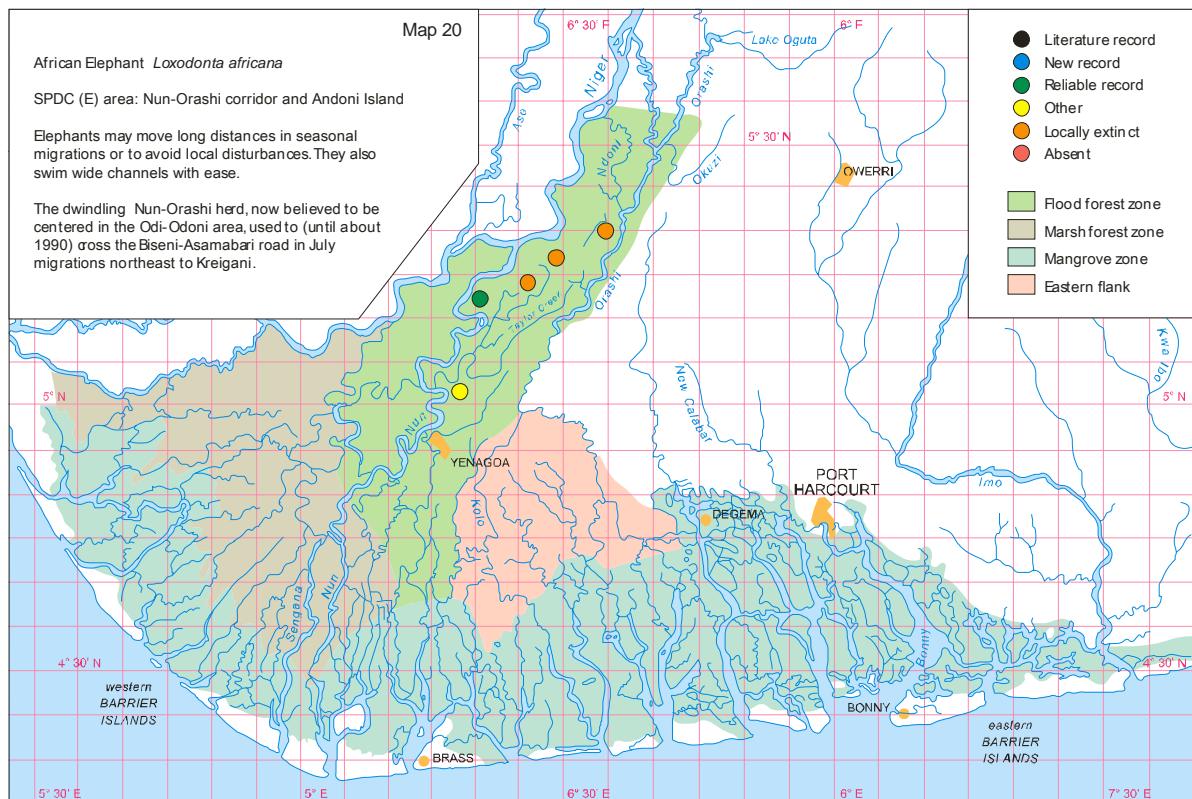 Map 20
African Elephant Loxodonta africana
SPDC (E) area: Nun-Orashi corridor and Andoni Island
Elephants may move long distances in seasonal
migrations or to avoid local disturbances. They also
swim wide channels with ease.
The dwindling Nun-Orashi herd, now believed to be
centered in the Odi-Odoni area, used to (until about
1990) cross the Biseni-Asamabari road in July
migrations northeast to Kreigani.
6° 30' F
6° F
Literature record
New record
Reliable record
Other
Locally extinct
Absent
Flood forest zone
Marsh forest zone
Mangrove zone
Eastern flank
Lake Oguta
Niger
Orashi
Aso
5° 30' N
Ndoni
Okuzi
OWERRI
Orashi
Taylor Creek
Kwa Ibo
5° N
5° N
Nun
New Calabar
YENAGOA
PORT
HARCOURT
Imo
Kolo
DEGEMA
Sengana
Nun
Bonny
4° 30' N
4° 30' N
western
BARRIER
ISLANDS
BONNY
eastern
BARRIER
ISLANDS
BRASS
5° 30' E
5° E
6° 30' E
6° E
7° 30' E